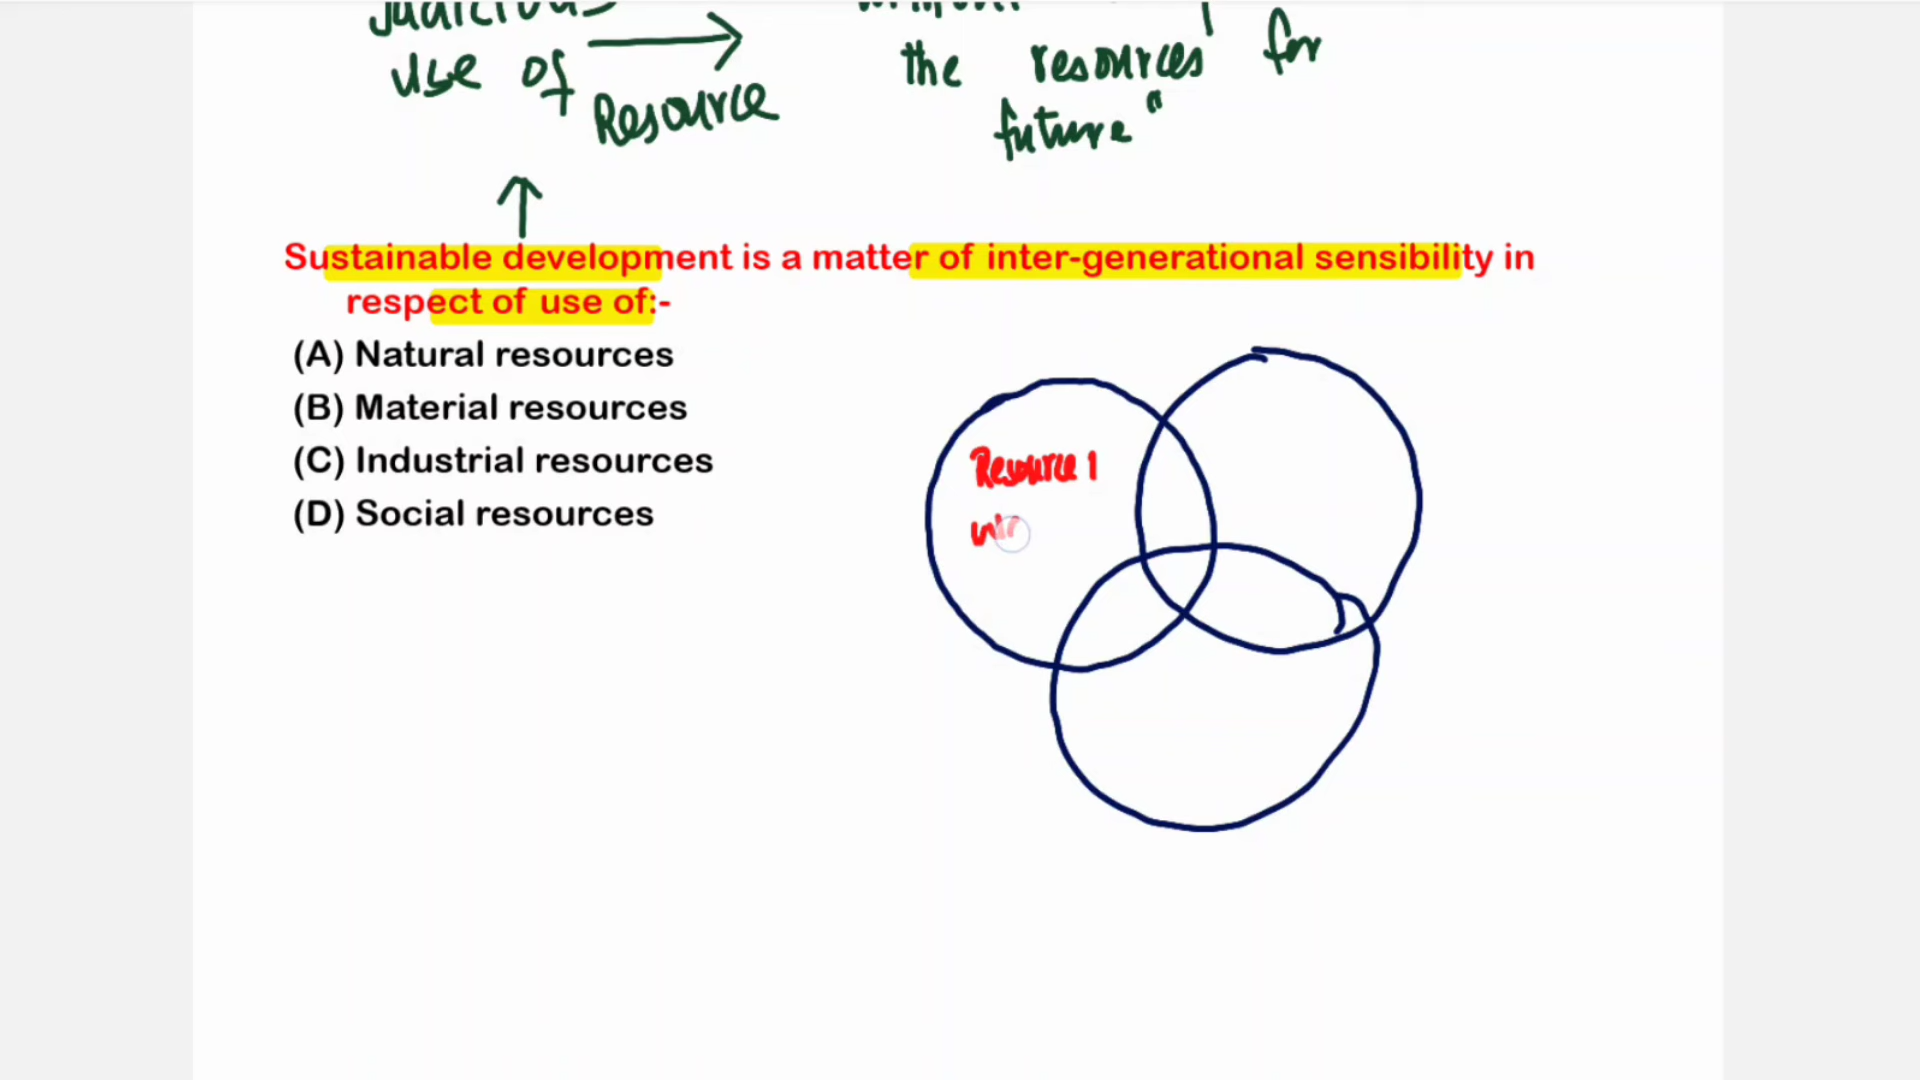 use of
Resource
the resources for
future"
Sustainable development is a matter of inter-generational sensibility in
respect of use of:-
(A) Natural resources
(B) Material resources
(C) Industrial resources
(D) Social resources
Resource 1